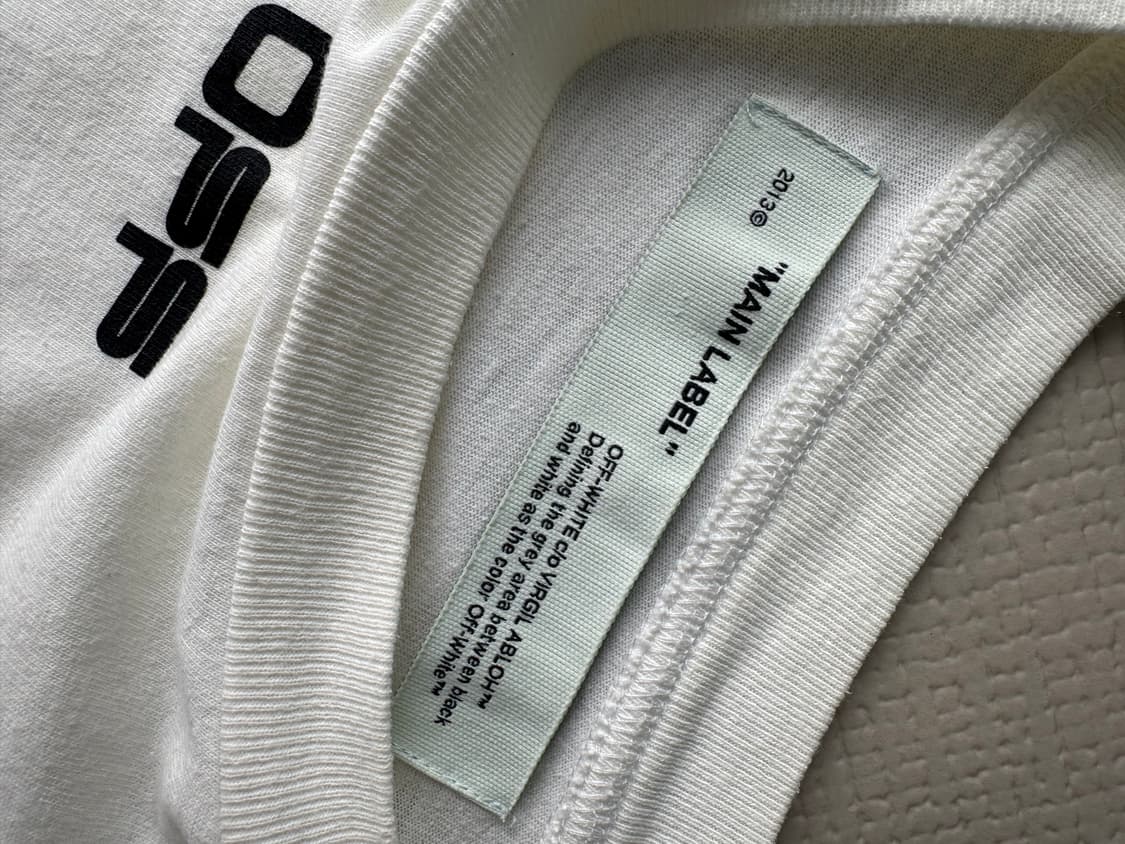 OFF
2013©
"MAIN LABEL"
OFF-WHITE c/o VIRGIL ABLOH™
Defining the grey area between black
and white as the color Off-White™